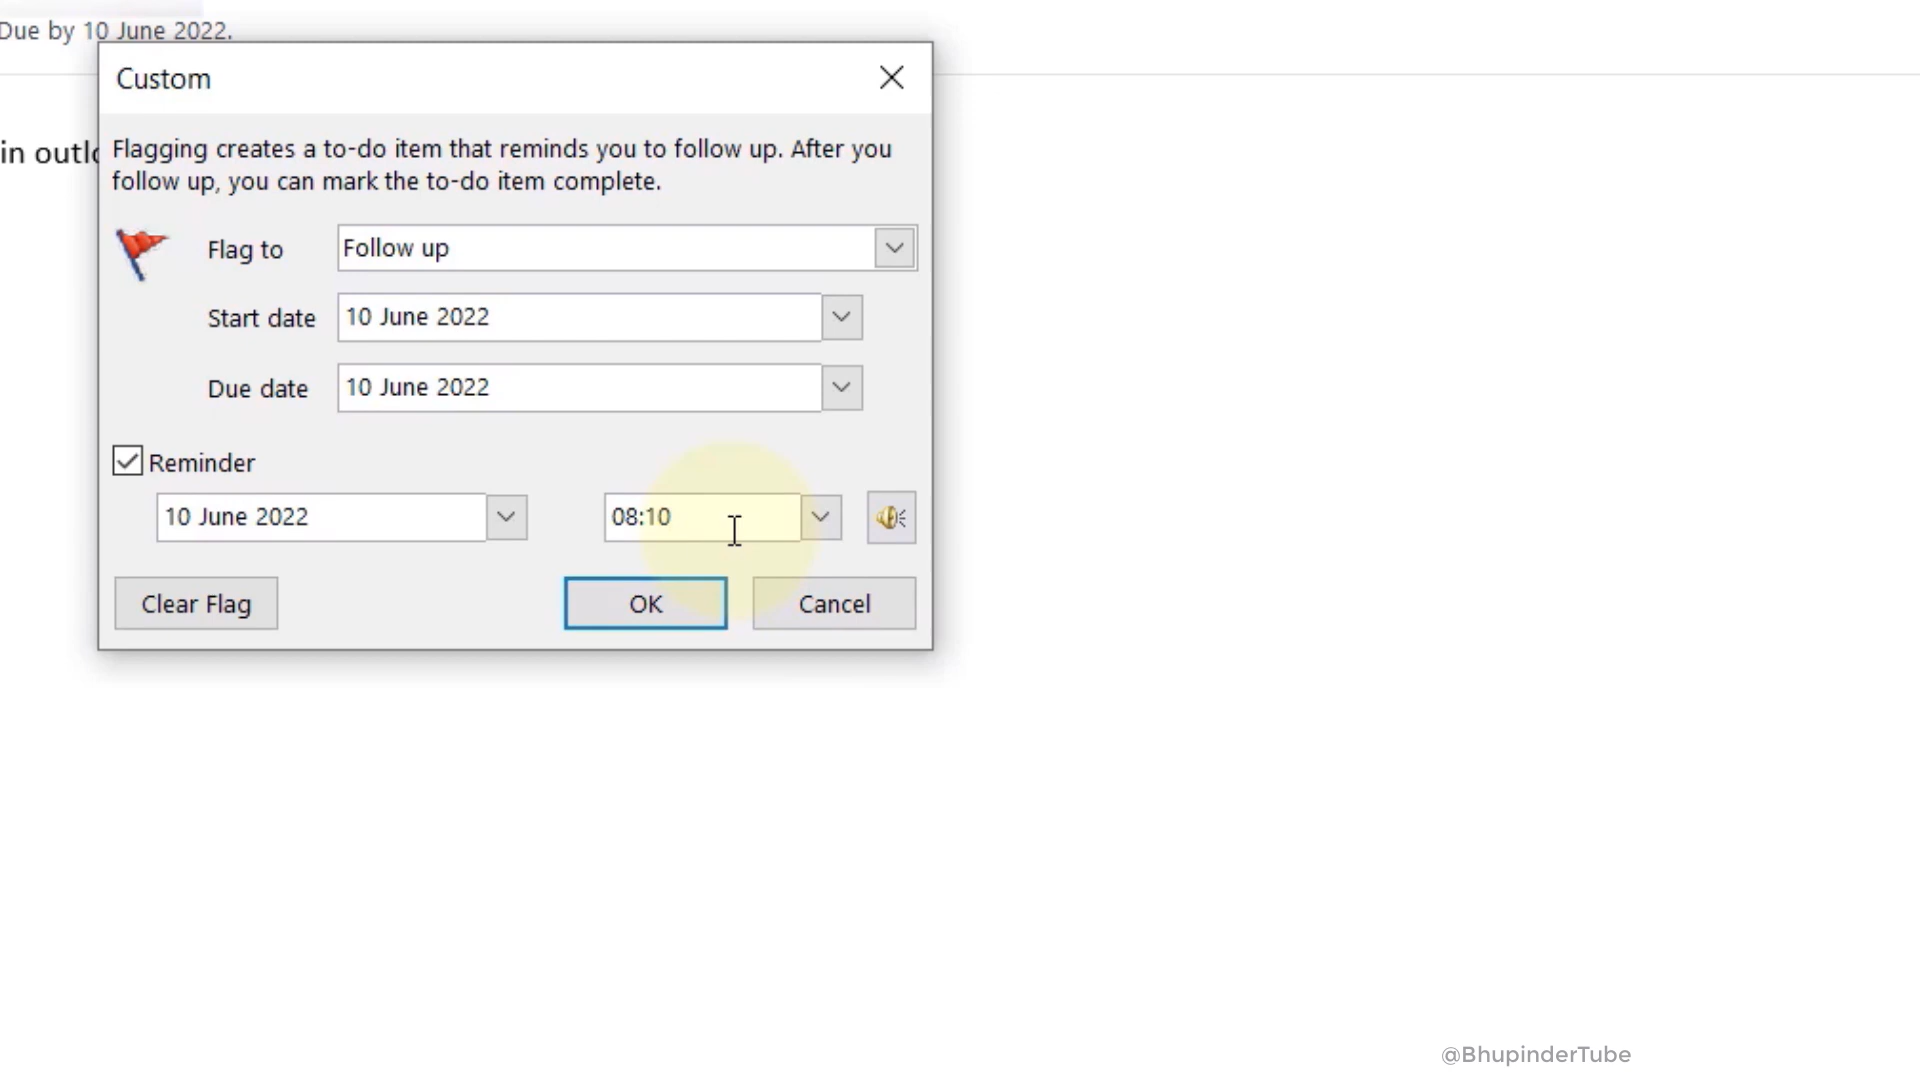 Due by 10 June 2022.
Custom
in outlo
Flagging creates a to-do item that reminds you to follow up. After you
follow up, you can mark the to-do item complete.
Flag to
Follow up
Start date
10 June 2022
Due date
10 June 2022
Reminder
10 June 2022
08:10
Clear Flag
OK
Cancel
@BhupinderTube